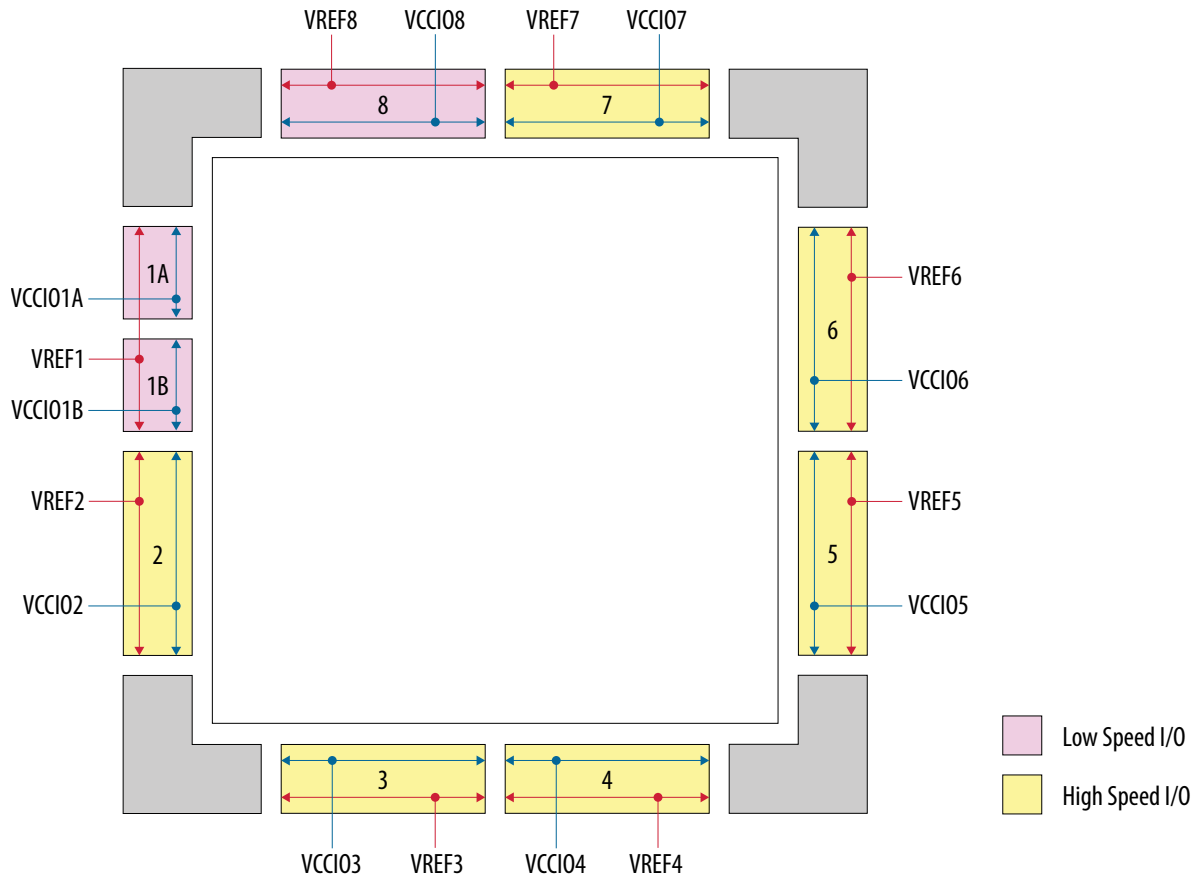 VREF8
VCCIO8
VREF7
VCCIO7
8
7
1A
VCCIO1A
VREF1
1B
VCCIO1B
VREF2
2
VCCIO2
6
VREF6
VCCIO6
VREF5
5
VCCIO5
3
4
VCCIO3
VREF3
VCCIO4
VREF4
Low Speed I/O
High Speed I/O